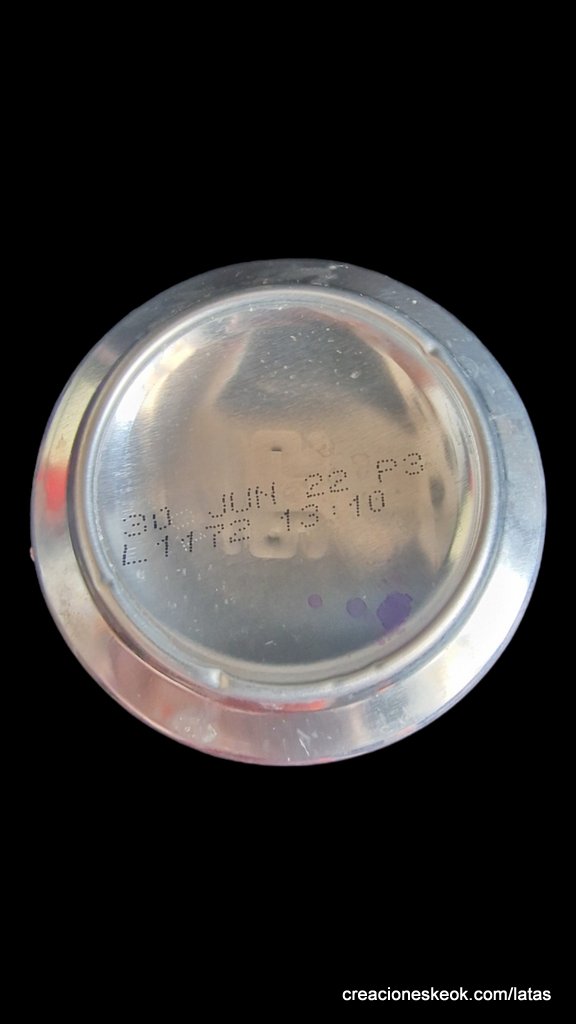 30 JUN 22 P3
L1172 13:10
creacioneskeok.com/latas